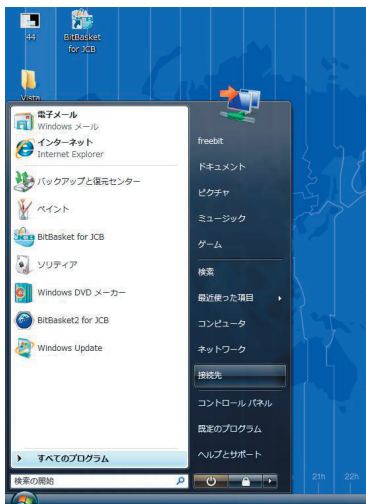 44
BitBasket
for JCB
Vista
電子メール
Windows メール
インターネット
Internet Explorer
バックアップと復元センター
ペイント
BitBasket for JCB
ソリティア
Windows DVD メーカー
BitBasket2 for JCB
Windows Update
すべてのプログラム
検索の開始
freebit
ドキュメント
ピクチャ
ミュージック
ゲーム
検索
最近使った項目
コンピュータ
ネットワーク
接続先
コントロール パネル
既定のプログラム
ヘルプとサポート
21h 22h